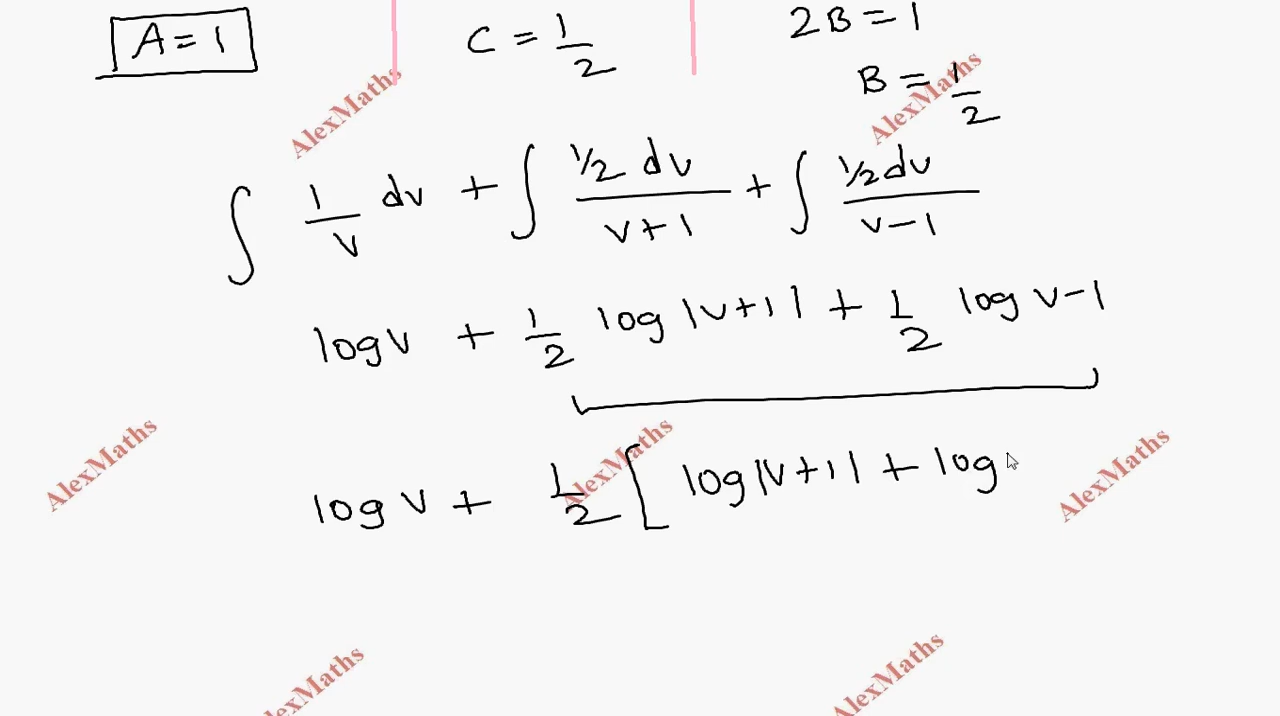 A = 1 C = 1/2 2B = 1
B = 1/2
AlexMaths AlexMaths
∫ 1/v dv + ∫ ½ dv / v+1 + ∫ ½ dv / v-1
log v + 1/2 log |v+1| + 1/2 log v-1
log v + 1/2 [ log |v+1| + log
AlexMaths AlexMaths AlexMaths
AlexMaths AlexMaths